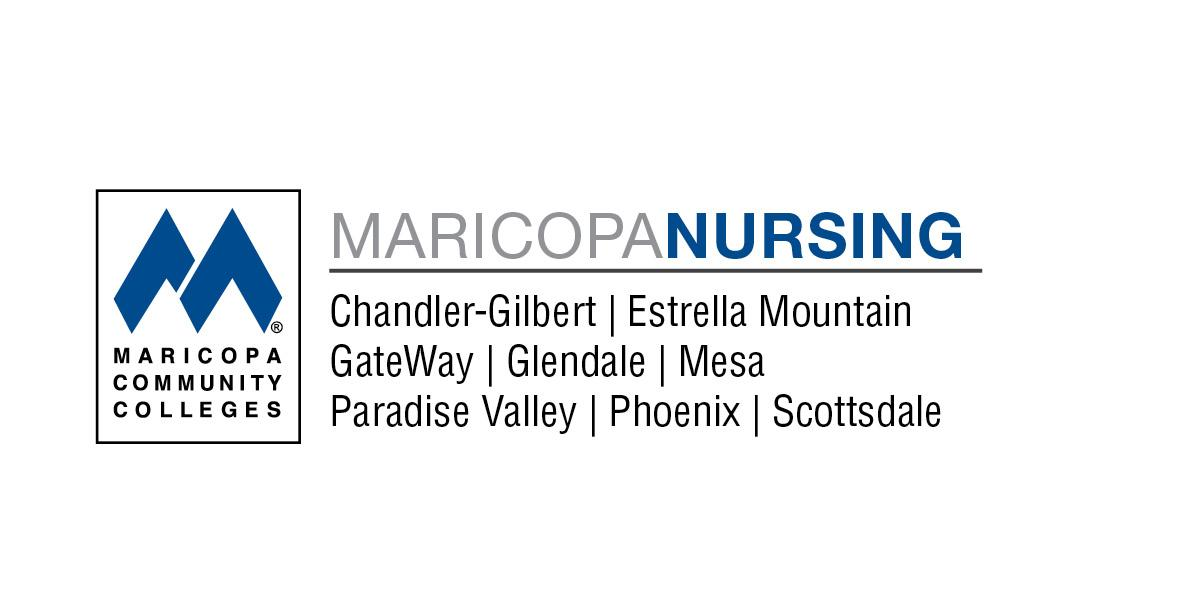 MARICOPA
COMMUNITY
COLLEGES
®
MARICOPANURSING
Chandler-Gilbert | Estrella Mountain
GateWay | Glendale | Mesa
Paradise Valley | Phoenix | Scottsdale